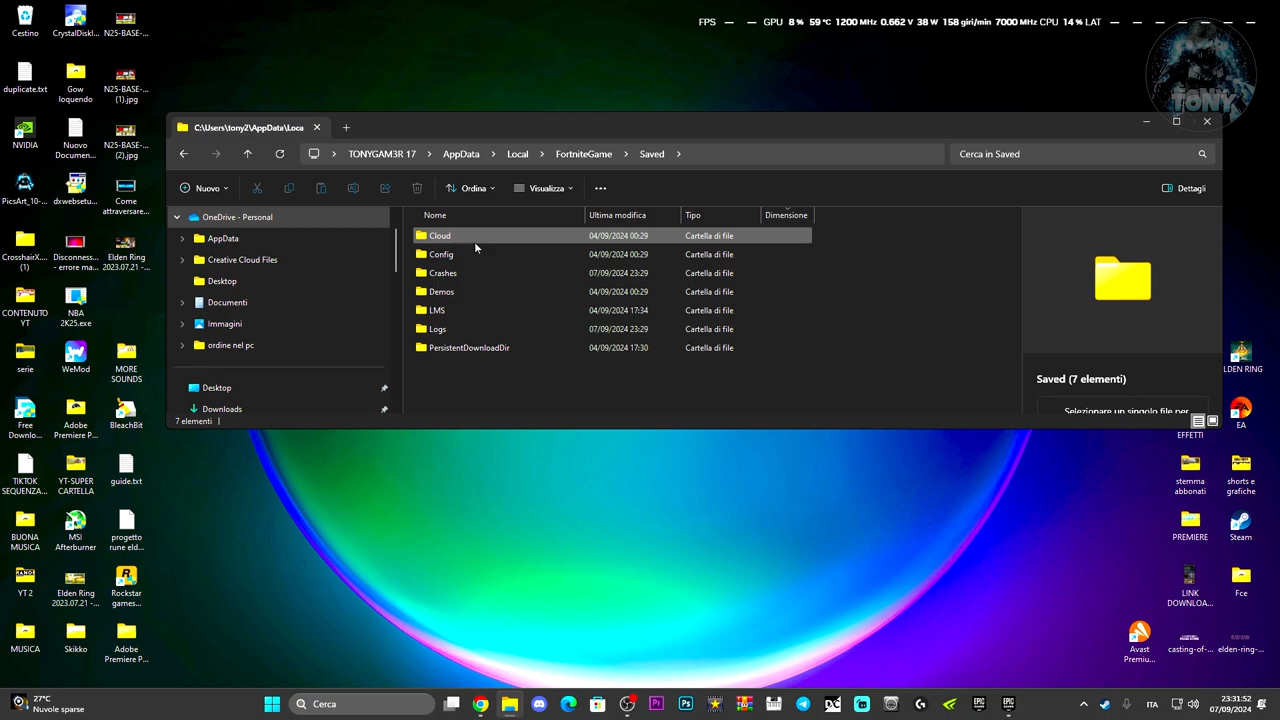 FPS — — GPU 8 % 59 °C 1200 MHz 0.662 V 38 W 158 giri/min 7000 MHz CPU 14 % LAT — — — — — — — —
TONY
Cestino
CrystalDiskI...
N25-BASE-...
duplicate.txt
Gow loquendo
N25-BASE-...
(1).jpg
NVIDIA
Nuovo
Documen...
N25-BASE-...
(2).jpg
PicsArt_10-...
dxwebsetu...
Come
attraversare...
CrosshairX...
(1)
Disconness...
- errore ma...
Elden Ring
2023.07.21 -...
CONTENUTO
YT
NBA
2K25.exe
serie
WeMod
MORE
SOUNDS
Free
Downlo...
Adobe
Premiere P...
BleachBit
TIKTOK
SEQUENZA...
YT-SUPER
CARTELLA
guide.txt
BUONA
MUSICA
MSI
Afterburner
progetto
rune eld...
YT 2
Elden Ring
2023.07.21 -...
Rockstar
games...
MUSICA
Skikko
Adobe
Premiere P...
C:\Users\tony2\AppData\Loca
TONYGAM3R 17 > AppData > Local > FortniteGame > Saved >
Cerca in Saved
Nuovo
Ordina
Visualizza
Dettagli
OneDrive - Personal
AppData
Creative Cloud Files
Desktop
Documenti
Immagini
ordine nel pc
Desktop
Downloads
Nome Ultima modifica Tipo Dimensione
Cloud 04/09/2024 00:29 Cartella di file
Config 04/09/2024 00:29 Cartella di file
Crashes 07/09/2024 23:29 Cartella di file
Demos 04/09/2024 00:29 Cartella di file
LMS 04/09/2024 17:34 Cartella di file
Logs 07/09/2024 23:29 Cartella di file
PersistentDownloadDir 04/09/2024 17:30 Cartella di file
Saved (7 elementi)
Selezionare un singolo file per
7 elementi
LDEN RING
EFFETTI
EA
stemma
abbonati
shorts e
grafiche
PREMIERE
Steam
LINK
DOWNLOA...
Fce
Avast
Premiu...
casting-of-...
elden-ring-...
27°C
Nuvole sparse
Cerca
ITA
23:31:52
07/09/2024